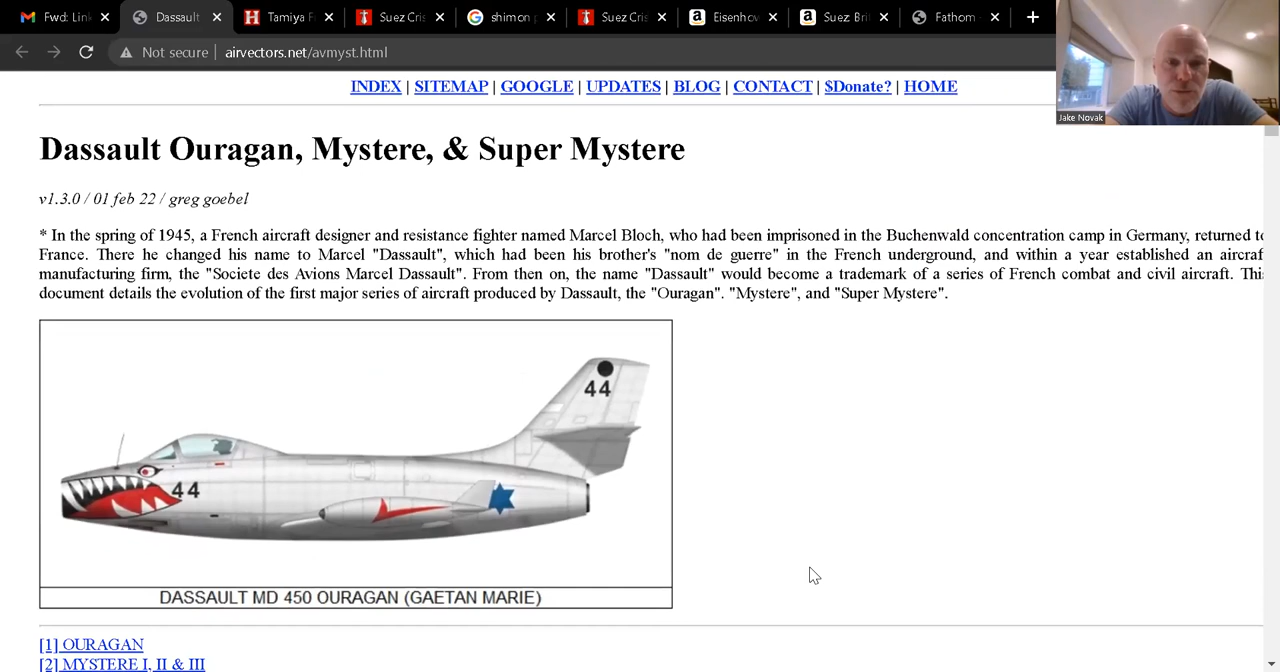 Fwd: Link
Dassault
Tamiya F
Suez Cris
shimon p
Suez Cris
Eisenhov
Suez: Brit
Fathom
Not secure | airvectors.net/avmyst.html
Jake Novak
INDEX | SITEMAP | GOOGLE | UPDATES | BLOG | CONTACT | $Donate? | HOME
Dassault Ouragan, Mystere, & Super Mystere
v1.3.0 / 01 feb 22 / greg goebel
* In the spring of 1945, a French aircraft designer and resistance fighter named Marcel Bloch, who had been imprisoned in the Buchenwald concentration camp in Germany, returned to
France. There he changed his name to Marcel "Dassault", which had been his brother's "nom de guerre" in the French underground, and within a year established an aircraf
manufacturing firm, the "Societe des Avions Marcel Dassault". From then on, the name "Dassault" would become a trademark of a series of French combat and civil aircraft. Thi
document details the evolution of the first major series of aircraft produced by Dassault, the "Ouragan". "Mystere", and "Super Mystere".
44
44
DASSAULT MD 450 OURAGAN (GAETAN MARIE)
[1] OURAGAN
[2] MYSTERE I, II & III